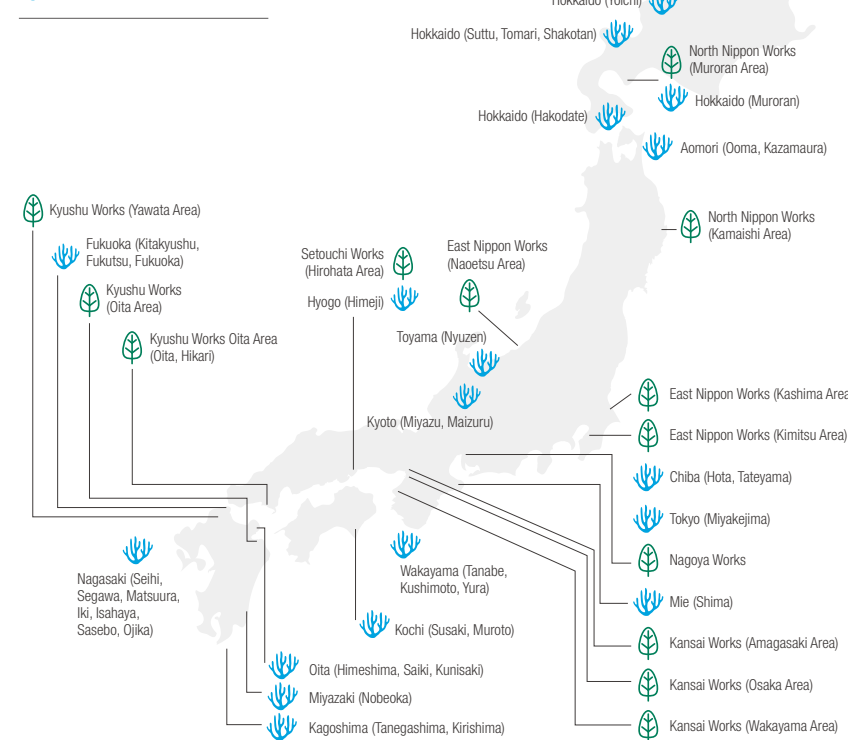 Hokkaido (Yoichi)
Hokkaido (Suttu, Tomari, Shakotan)
North Nippon Works
(Muroran Area)
Hokkaido (Muroran)
Hokkaido (Hakodate)
Aomori (Ooma, Kazamaura)
Kyushu Works (Yawata Area)
North Nippon Works
(Kamaishi Area)
Fukuoka (Kitakyushu,
Fukutsu, Fukuoka)
Setouchi Works
(Hirohata Area)
East Nippon Works
(Naoetsu Area)
Kyushu Works
(Oita Area)
Hyogo (Himeji)
Kyushu Works Oita Area
(Oita, Hikari)
Toyama (Nyuzen)
Kyoto (Miyazu, Maizuru)
East Nippon Works (Kashima Area
East Nippon Works (Kimitsu Area)
Chiba (Hota, Tateyama)
Tokyo (Miyakejima)
Nagoya Works
Nagasaki (Seihi,
Segawa, Matsuura,
Iki, Isahaya,
Sasebo, Ojika)
Wakayama (Tanabe,
Kushimoto, Yura)
Mie (Shima)
Kochi (Susaki, Muroto)
Kansai Works (Amagasaki Area)
Oita (Himeshima, Saiki, Kunisaki)
Kansai Works (Osaka Area)
Miyazaki (Nobeoka)
Kagoshima (Tanegashima, Kirishima)
Kansai Works (Wakayama Area)